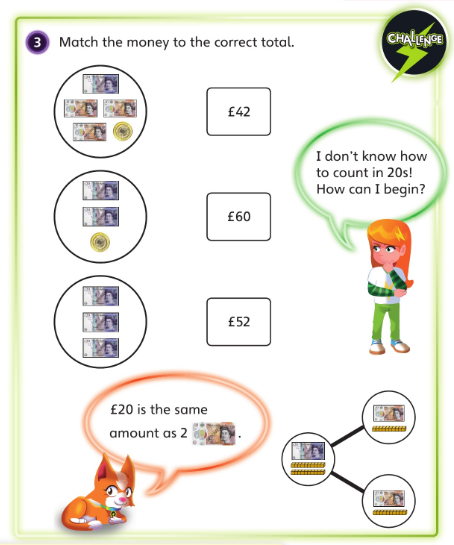 CHALLENGE
3 Match the money to the correct total.
£42
I don't know how
to count in 20s!
How can I begin?
£60
£52
£20 is the same
amount as 2 .